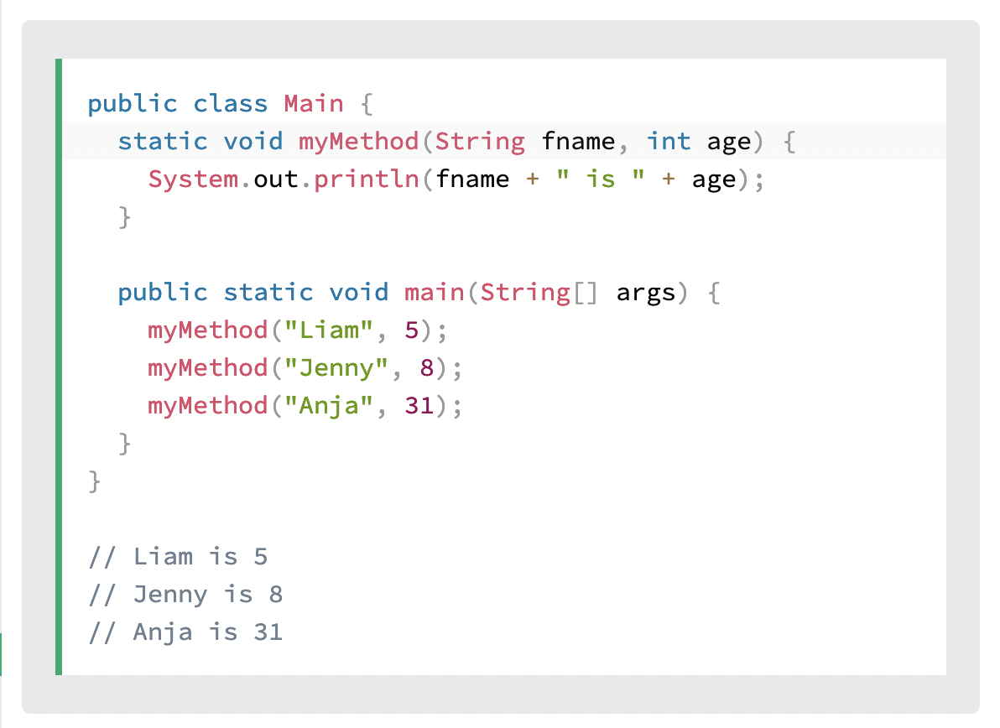 public class Main {
  static void myMethod(String fname, int age) {
    System.out.println(fname + " is " + age);
  }

  public static void main(String[] args) {
    myMethod("Liam", 5);
    myMethod("Jenny", 8);
    myMethod("Anja", 31);
  }
}

// Liam is 5
// Jenny is 8
// Anja is 31